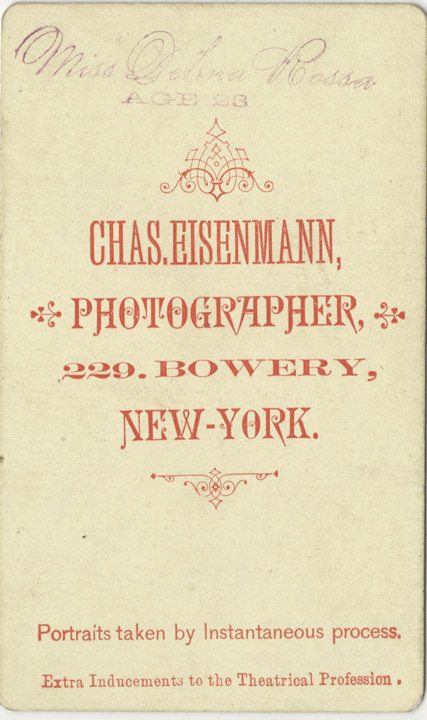 Miss Delina Rossa
AGE 23
CHAS. EISENMANN,
PHOTOGRAPHER,
229. BOWERY,
NEW-YORK.
Portraits taken by Instantaneous process.
Extra Inducements to the Theatrical Profession.